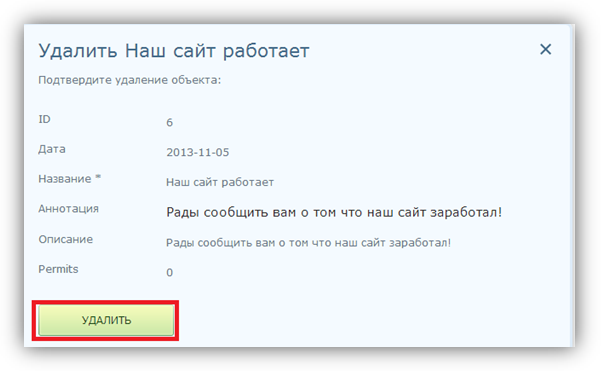 Удалить Наш сайт работает
Подтвердите удаление объекта:
ID 6
Дата 2013-11-05
Название * Наш сайт работает
Аннотация Рады сообщить вам о том что наш сайт заработал!
Описание Рады сообщить вам о том что наш сайт заработал!
Permits 0
УДАЛИТЬ